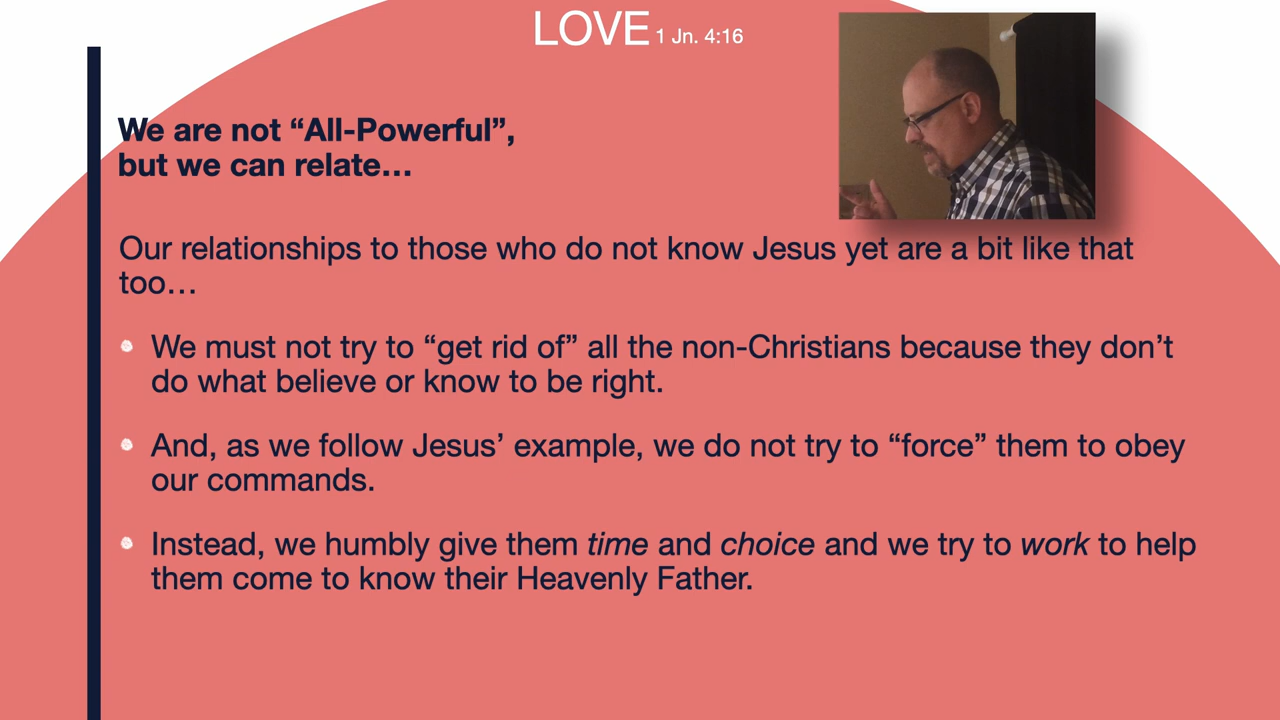 LOVE 1 Jn. 4:16
We are not “All-Powerful”,
but we can relate…
Our relationships to those who do not know Jesus yet are a bit like that
too…
We must not try to “get rid of” all the non-Christians because they don’t
do what believe or know to be right.
And, as we follow Jesus’ example, we do not try to “force” them to obey
our commands.
Instead, we humbly give them time and choice and we try to work to help
them come to know their Heavenly Father.